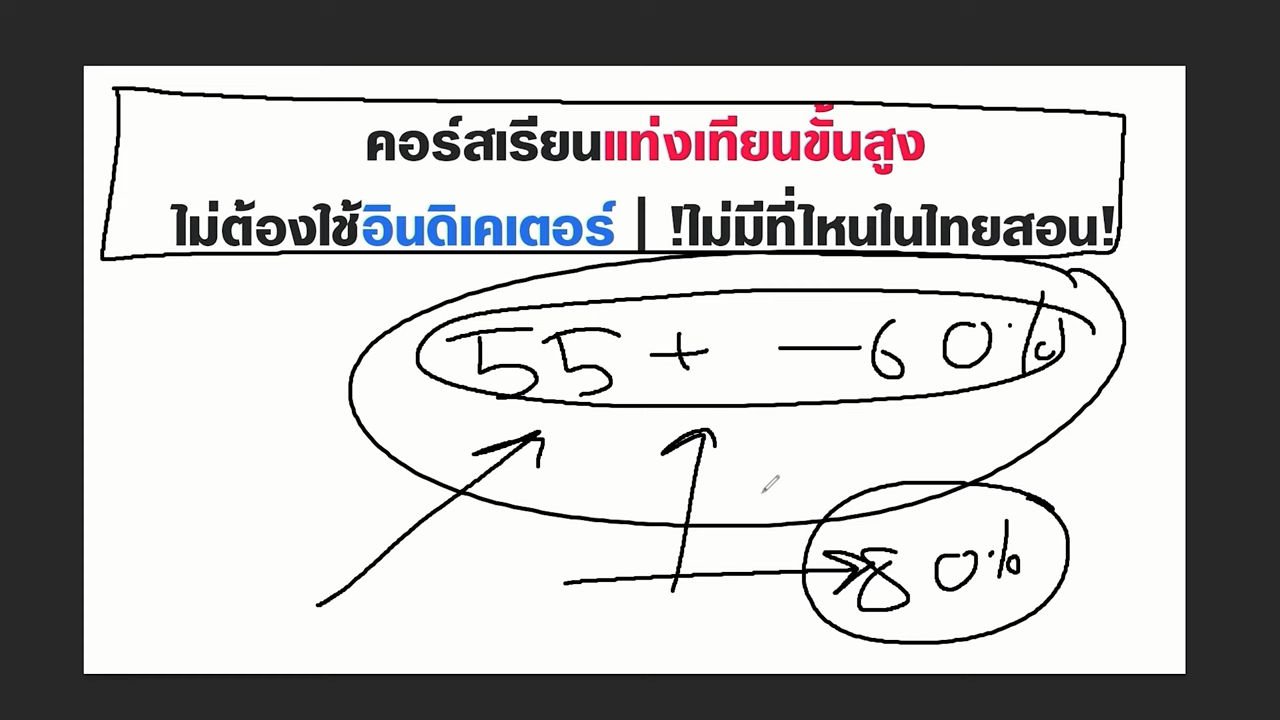 คอร์สเรียนแท่งเทียนขั้นสูง
ไม่ต้องใช้อินดิเคเตอร์ | !ไม่มีที่ไหนในไทยสอน!
55 + — 60%
80%